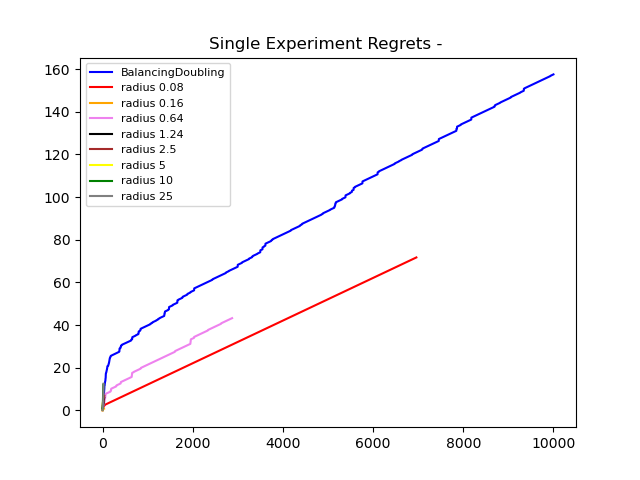 Single Experiment Regrets -
BalancingDoubling
radius 0.08
radius 0.16
radius 0.64
radius 1.24
radius 2.5
radius 5
radius 10
radius 25
160
140
120
100
80
60
40
20
0
0 2000 4000 6000 8000 10000